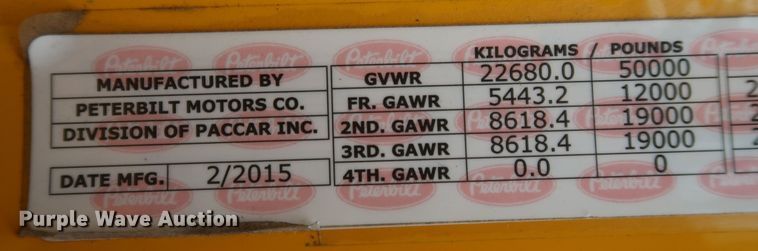 KILOGRAMS / POUNDS
MANUFACTURED BY GVWR 22680.0 50000
PETERBILT MOTORS CO. FR. GAWR 5443.2 12000
DIVISION OF PACCAR INC. 2ND. GAWR 8618.4 19000
3RD. GAWR 8618.4 19000
DATE MFG. 2/2015 4TH. GAWR 0.0 0
Peterbilt
Purple Wave Auction